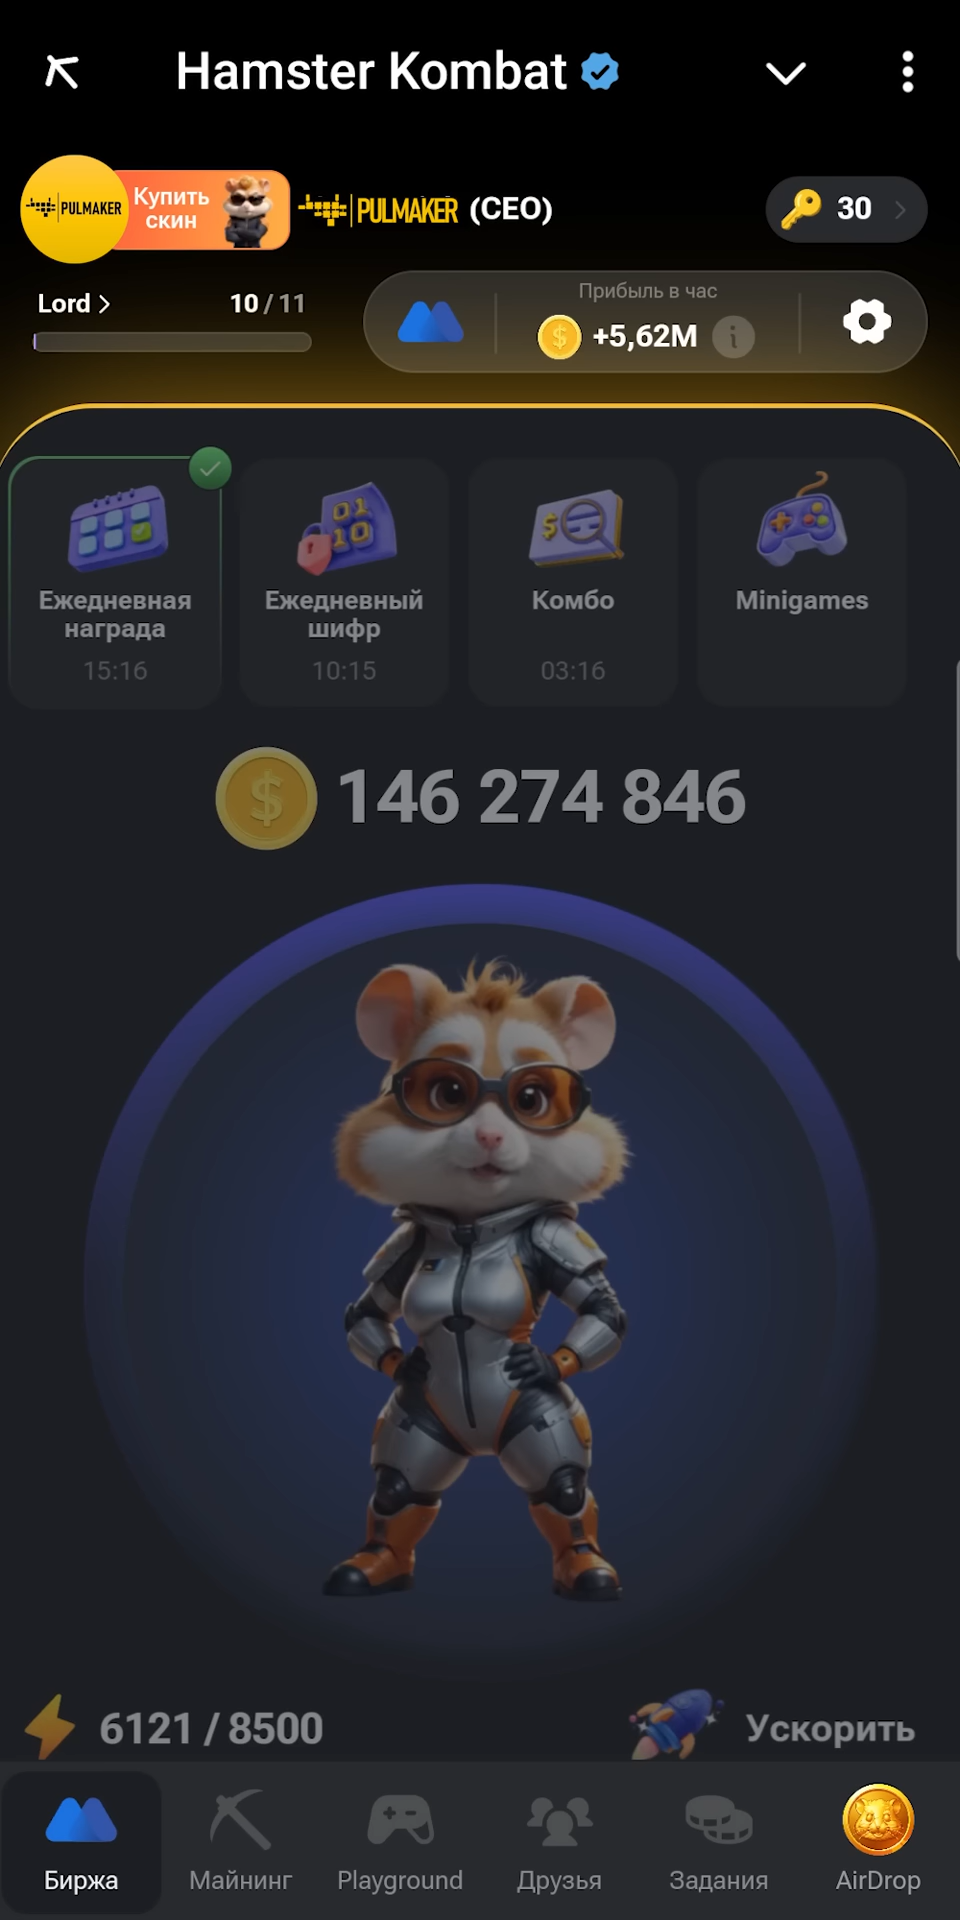 Hamster Kombat
PULMAKER
Купить
скин
PULMAKER (CEO)
30
Lord
10 / 11
Прибыль в час
$ +5,62M i
Ежедневная
награда
15:16
01
10
Ежедневный
шифр
10:15
$
Комбо
03:16
Minigames
$ 146 274 846
6121 / 8500
Ускорить
Биржа
Майнинг
Playground
Друзья
Задания
AirDrop